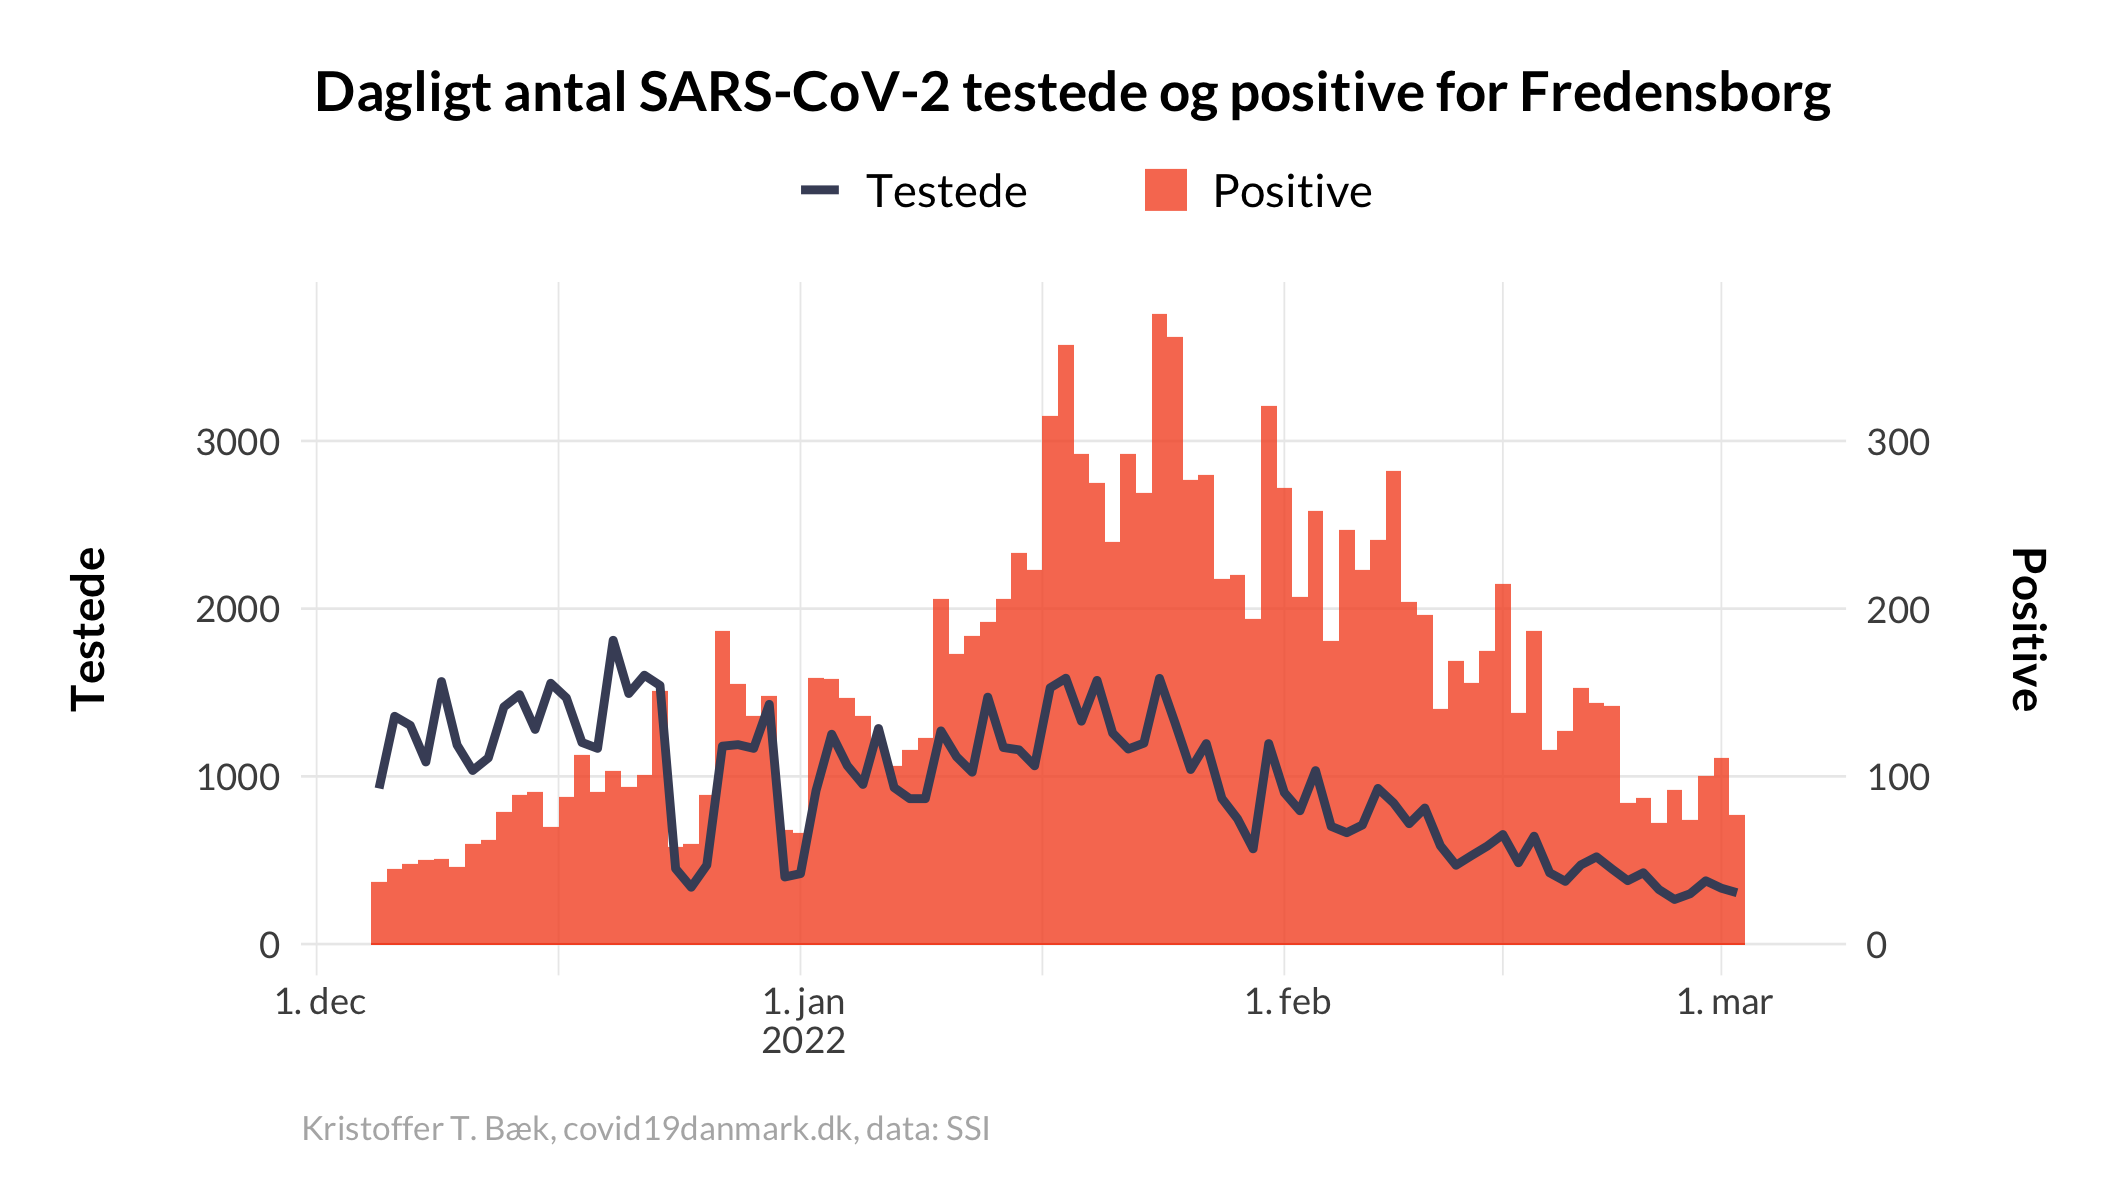 Dagligt antal SARS-CoV-2 testede og positive for Fredensborg
Testede
Positive
3000
2000
1000
0
Testede
300
200
100
0
Positive
1. dec
1. jan
2022
1. feb
1. mar
Kristoffer T. Bæk, covid19danmark.dk, data: SSI